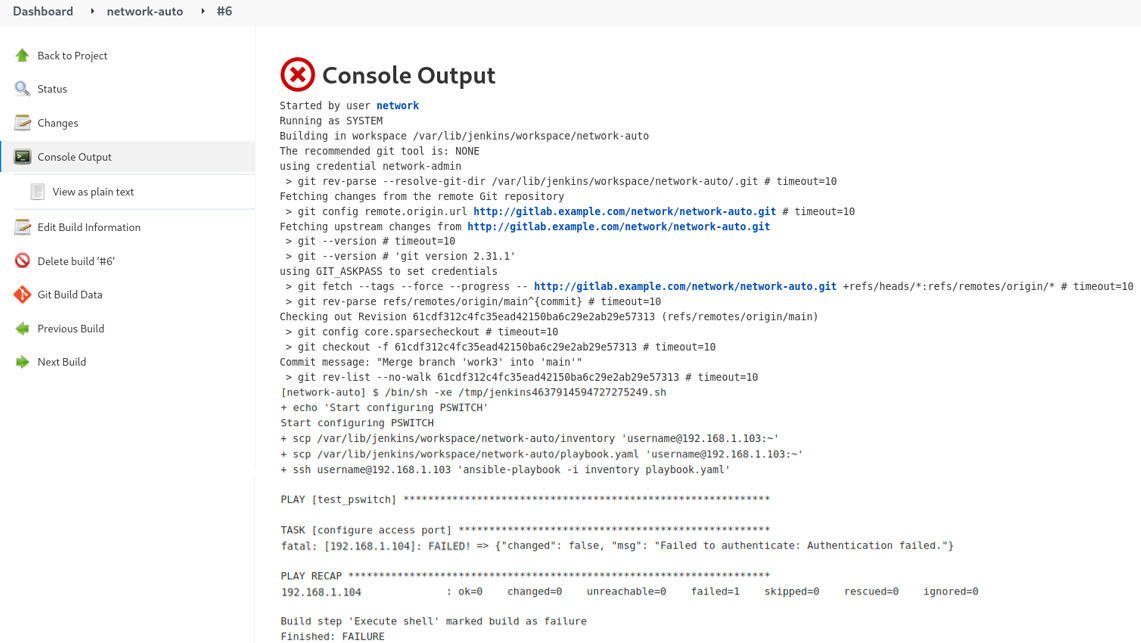 Dashboard network-auto #6
Back to Project
Status
Changes
Console Output
View as plain text
Edit Build Information
Delete build ‘#6’
Git Build Data
Previous Build
Next Build
Console Output
Started by user network
Running as SYSTEM
Building in workspace /var/lib/jenkins/workspace/network-auto
The recommended git tool is: NONE
using credential network-admin
> git rev-parse --resolve-git-dir /var/lib/jenkins/workspace/network-auto/.git # timeout=10
Fetching changes from the remote Git repository
> git config remote.origin.url http://gitlab.example.com/network/network-auto.git # timeout=10
Fetching upstream changes from http://gitlab.example.com/network/network-auto.git
> git --version # timeout=10
> git --version # 'git version 2.31.1'
using GIT_ASKPASS to set credentials
> git fetch --tags --force --progress -- http://gitlab.example.com/network/network-auto.git +refs/heads/*:refs/remotes/origin/* # timeout=10
> git rev-parse refs/remotes/origin/main^{commit} # timeout=10
Checking out Revision 61cdf312c4fc35ead42150ba6c29e2ab29e57313 (refs/remotes/origin/main)
> git config core.sparsecheckout # timeout=10
> git checkout -f 61cdf312c4fc35ead42150ba6c29e2ab29e57313 # timeout=10
Commit message: "Merge branch 'work3' into 'main'"
> git rev-list --no-walk 61cdf312c4fc35ead42150ba6c29e2ab29e57313 # timeout=10
[network-auto] $ /bin/sh -xe /tmp/jenkins4637914594727275249.sh
+ echo 'Start configuring PSWITCH'
Start configuring PSWITCH
+ scp /var/lib/jenkins/workspace/network-auto/inventory 'username@192.168.1.103:~'
+ scp /var/lib/jenkins/workspace/network-auto/playbook.yaml 'username@192.168.1.103:~'
+ ssh username@192.168.1.103 'ansible-playbook -i inventory playbook.yaml'
PLAY [test_pswitch] ************************************************************
TASK [configure access port] ***************************************************
fatal: [192.168.1.104]: FAILED! => {"changed": false, "msg": "Failed to authenticate: Authentication failed."}
PLAY RECAP *********************************************************************
192.168.1.104 : ok=0 changed=0 unreachable=0 failed=1 skipped=0 rescued=0 ignored=0
Build step 'Execute shell' marked build as failure
Finished: FAILURE